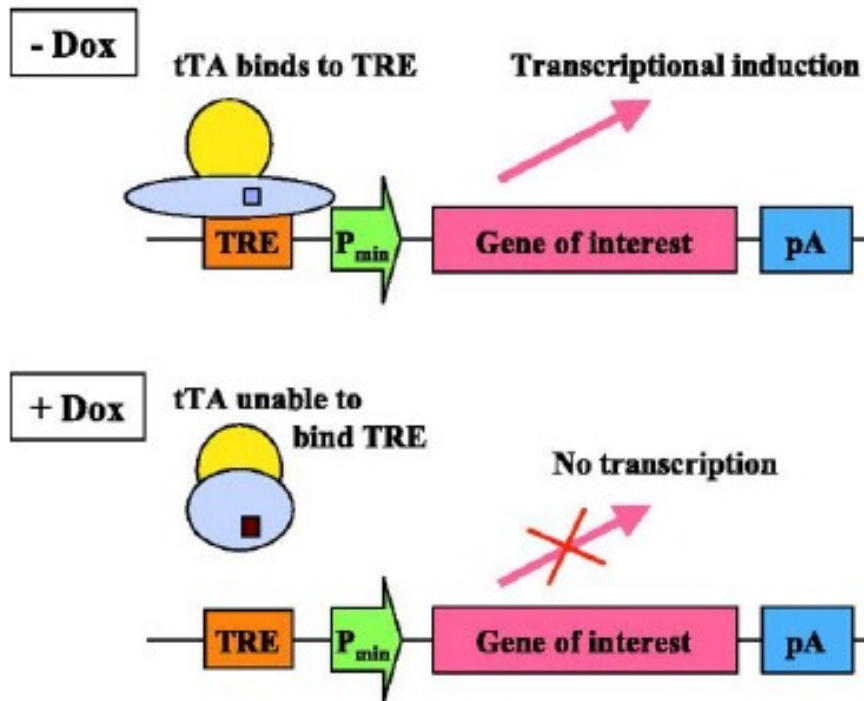 - Dox
tTA binds to TRE
Transcriptional induction
TRE
Pmin
Gene of interest
pA
+ Dox
tTA unable to
bind TRE
No transcription
TRE
Pmin
Gene of interest
pA